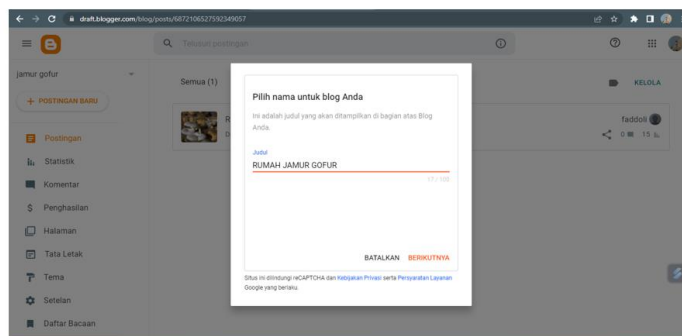 draft.blogger.com/blog/posts/6872106527592349057
Telusuri postingan
jamur gofur
Semua (1)
KELOLA
+ POSTINGAN BARU
Postingan
Statistik
Komentar
Penghasilan
Halaman
Tata Letak
Tema
Setelan
Daftar Bacaan
faddoli
0
15
Pilih nama untuk blog Anda
Ini adalah judul yang akan ditampilkan di bagian atas Blog
Anda.
Judul
RUMAH JAMUR GOFUR
17 / 100
BATALKAN BERIKUTNYA
Situs ini dilindungi reCAPTCHA dan Kebijakan Privasi serta Persyaratan Layanan
Google yang berlaku.